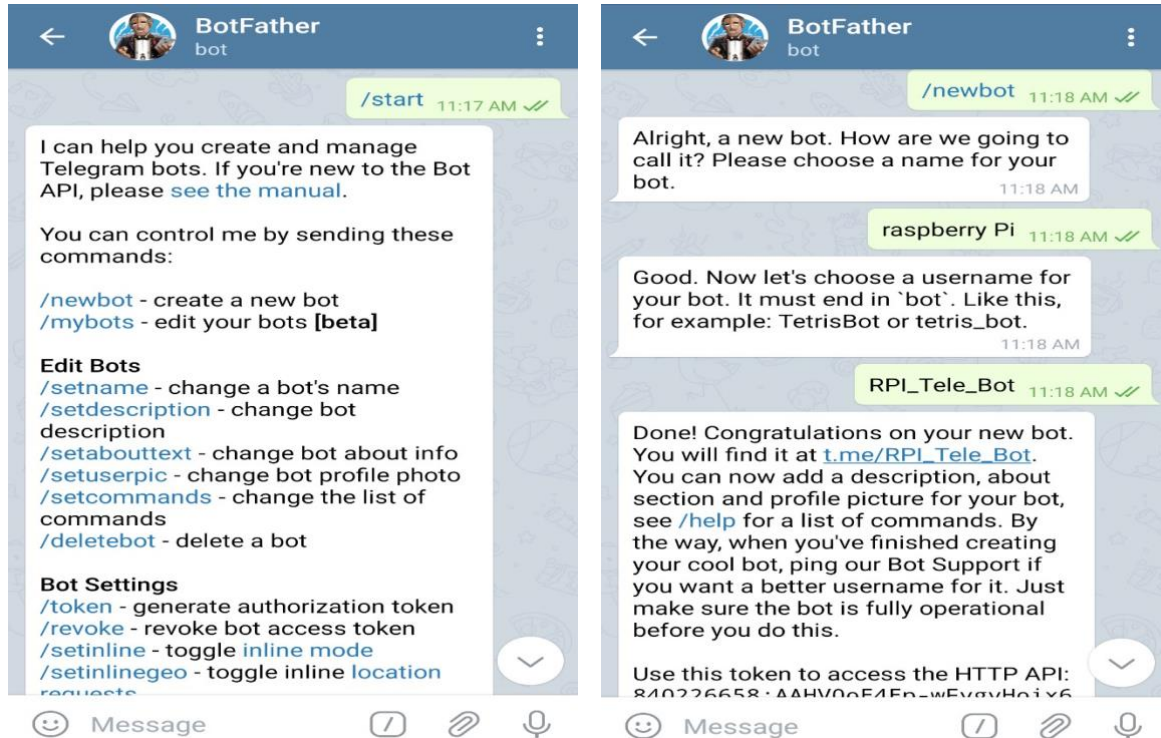 BotFather
bot
/start 11:17 AM
I can help you create and manage
Telegram bots. If you're new to the Bot
API, please see the manual.
You can control me by sending these
commands:
/newbot - create a new bot
/mybots - edit your bots [beta]
Edit Bots
/setname - change a bot's name
/setdescription - change bot
description
/setabouttext - change bot about info
/setuserpic - change bot profile photo
/setcommands - change the list of
commands
/deletebot - delete a bot
Bot Settings
/token - generate authorization token
/revoke - revoke bot access token
/setinline - toggle inline mode
/setinlinegeo - toggle inline location
requests
Message
BotFather
bot
/newbot 11:18 AM
Alright, a new bot. How are we going to
call it? Please choose a name for your
bot.
11:18 AM
raspberry Pi 11:18 AM
Good. Now let's choose a username for
your bot. It must end in `bot`. Like this,
for example: TetrisBot or tetris_bot.
11:18 AM
RPI_Tele_Bot 11:18 AM
Done! Congratulations on your new bot.
You will find it at t.me/RPI_Tele_Bot.
You can now add a description, about
section and profile picture for your bot,
see /help for a list of commands. By
the way, when you've finished creating
your cool bot, ping our Bot Support if
you want a better username for it. Just
make sure the bot is fully operational
before you do this.
Use this token to access the HTTP API:
Message